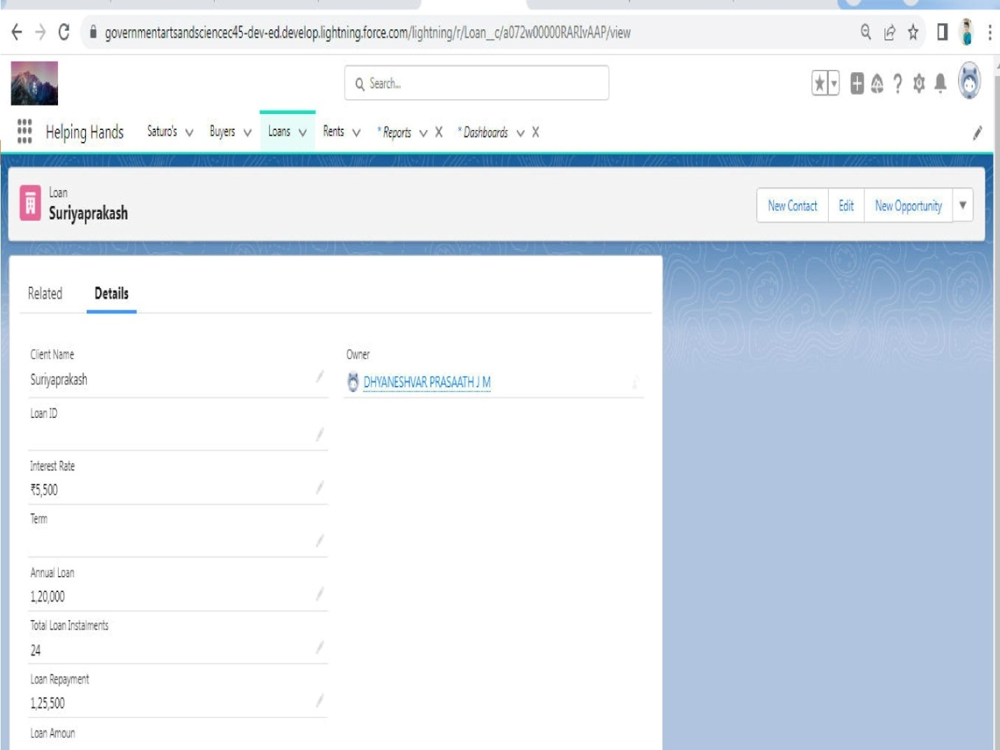 governmentartsandsciencec45-dev-ed.develop.lightning.force.com/lightning/r/Loan__c/a072w00000RARIvAAP/view
Search...
Helping Hands Saturo's Buyers Loans Rents * Reports * Dashboards
Loan
Suriyaprakash
New Contact Edit New Opportunity
Related Details
Client Name
Suriyaprakash
Owner
DHYANESHVAR PRASAATH J M
Loan ID
Interest Rate
₹5,500
Term
Annual Loan
1,20,000
Total Loan Instalments
24
Loan Repayment
1,25,500
Loan Amoun